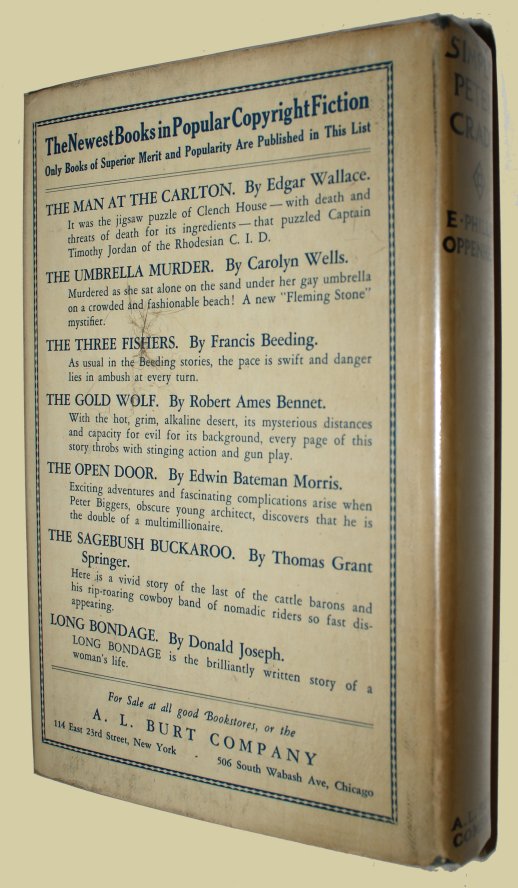 The Newest Books in Popular Copyright Fiction
Only Books of Superior Merit and Popularity Are Published in This List
THE MAN AT THE CARLTON. By Edgar Wallace.
It was the jigsaw puzzle of Clench House — with death and
threats of death for its ingredients — that puzzled Captain
Timothy Jordan of the Rhodesian C. I. D.
THE UMBRELLA MURDER. By Carolyn Wells.
Murdered as she sat alone on the sand under her gay umbrella
on a crowded and fashionable beach! A new "Fleming Stone"
mystifier.
THE THREE FISHERS. By Francis Beeding.
As usual in the Beeding stories, the pace is swift and danger
lies in ambush at every turn.
THE GOLD WOLF. By Robert Ames Bennet.
With the hot, grim, alkaline desert, its mysterious distances
and capacity for evil for its background, every page of this
story throbs with stinging action and gun play.
THE OPEN DOOR. By Edwin Bateman Morris.
Exciting adventures and fascinating complications arise when
Peter Biggers, obscure young architect, discovers that he is
the double of a multimillionaire.
THE SAGEBUSH BUCKAROO. By Thomas Grant
Springer.
Here is a vivid story of the last of the cattle barons and
his rip-roaring cowboy band of nomadic riders so fast dis-
appearing.
LONG BONDAGE. By Donald Joseph.
LONG BONDAGE is the brilliantly written story of a
woman's life.
For Sale at all good Bookstores, or the
A. L. BURT COMPANY
114 East 23rd Street, New York · 506 South Wabash Ave, Chicago
PETE
E·PHILL
OPPENHE